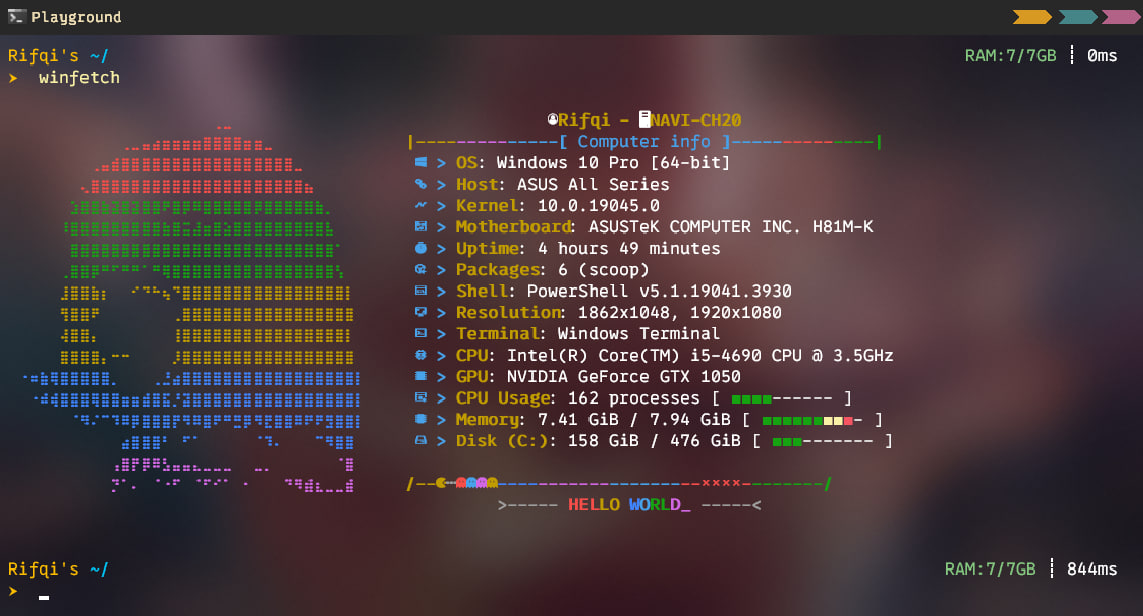 Playground
Rifqi's ~/
RAM:7/7GB ┊ 0ms
➤ winfetch
Rifqi - NAVI-CH20
|--------------[ Computer info ]--------------|
> OS: Windows 10 Pro [64-bit]
> Host: ASUS All Series
> Kernel: 10.0.19045.0
> Motherboard: ASUSTeK COMPUTER INC. H81M-K
> Uptime: 4 hours 49 minutes
> Packages: 6 (scoop)
> Shell: PowerShell v5.1.19041.3930
> Resolution: 1862x1048, 1920x1080
> Terminal: Windows Terminal
> CPU: Intel(R) Core(TM) i5-4690 CPU @ 3.5GHz
> GPU: NVIDIA GeForce GTX 1050
> CPU Usage: 162 processes [ ■■■■------ ]
> Memory: 7.41 GiB / 7.94 GiB [ ■■■■■■■■■- ]
> Disk (C:): 158 GiB / 476 GiB [ ■■■------- ]
>----- HELLO WORLD_ -----<
Rifqi's ~/
RAM:7/7GB ┊ 844ms
➤ _